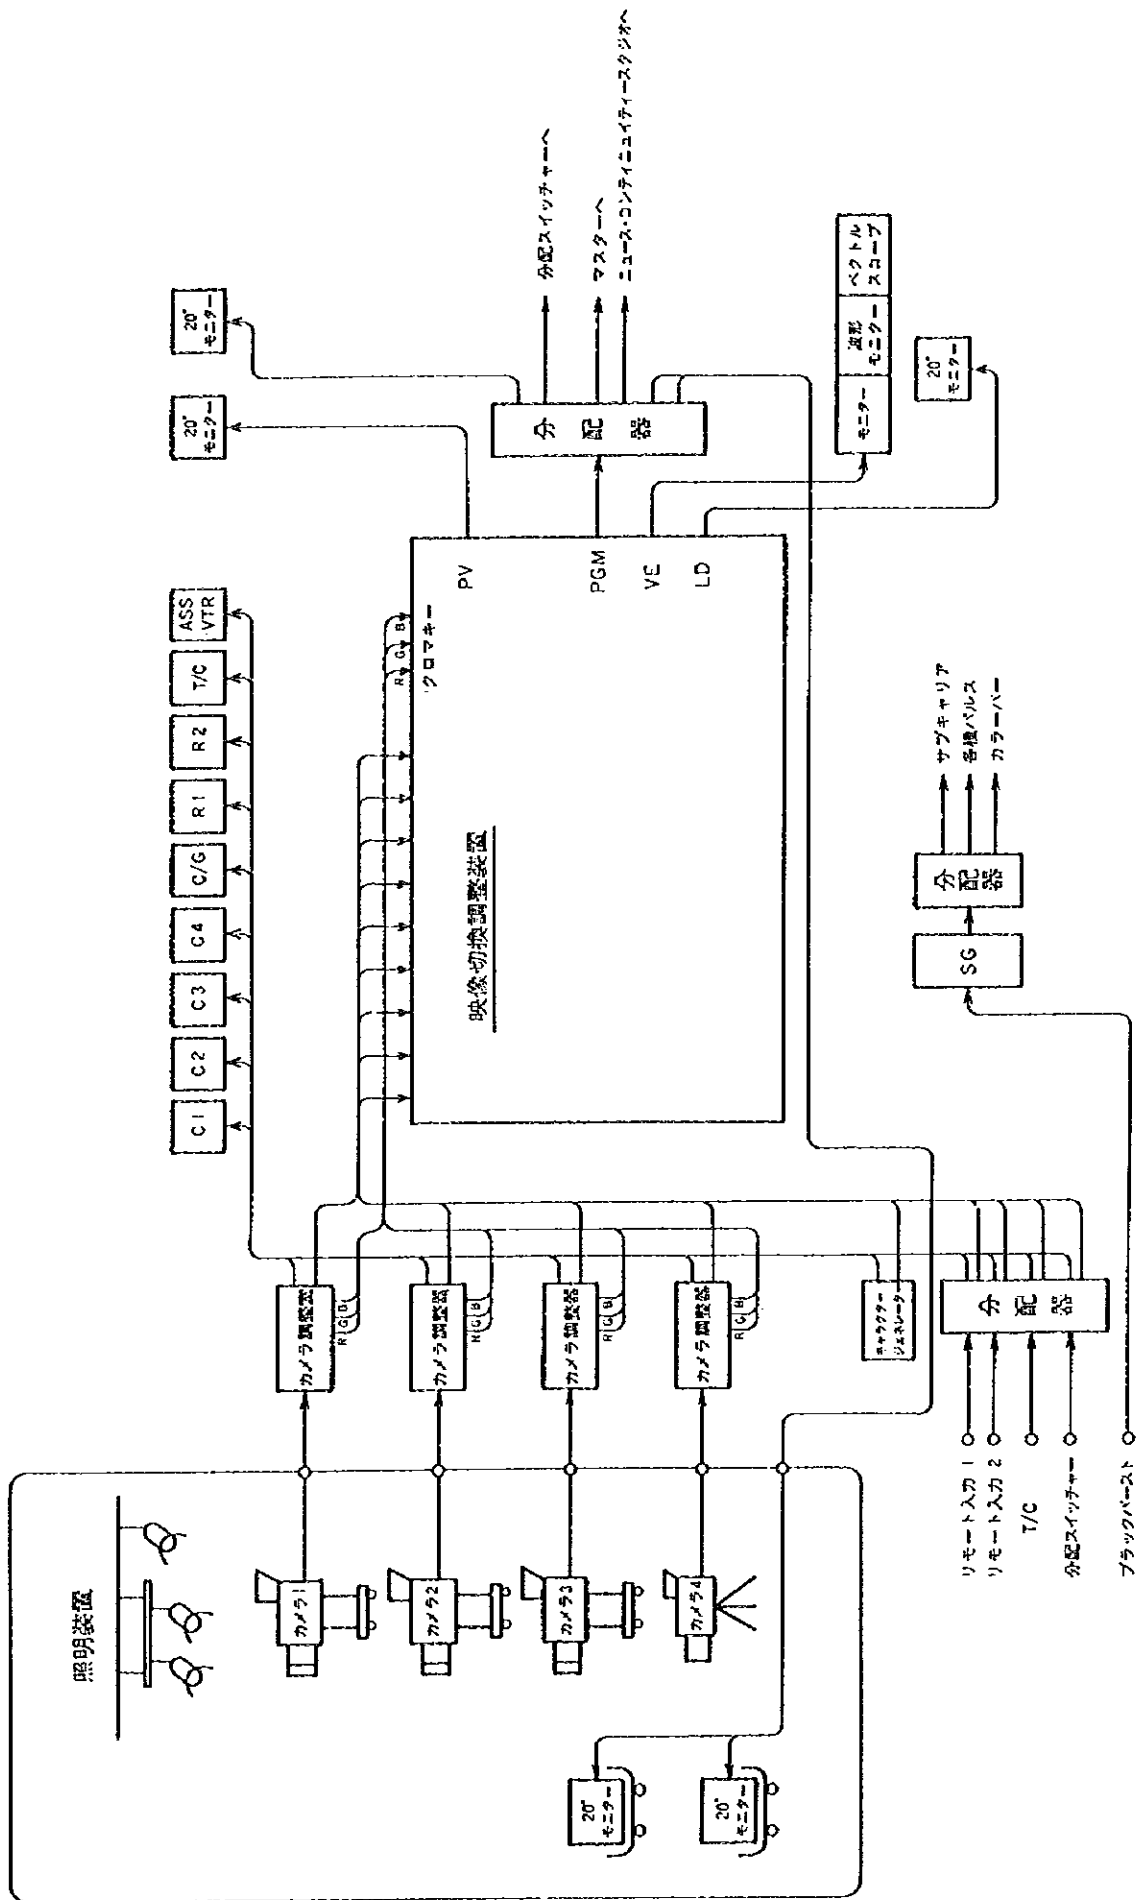 照明装置
カメラ1
カメラ2
カメラ3
カメラ4
20"
モニター
20"
モニター
カメラ調整器
R G B
カメラ調整器
R G B
カメラ調整器
R G B
カメラ調整器
R G B
キャラクター
ジェネレーター
リモート入力 1
リモート入力 2
T/C
分配スイッチャー
ブラックバースト
分配器
C1
C2
C3
C4
C/G
R1
R2
T/C
ASS
VTR
20"
モニター
20"
モニター
映像切換調整装置
R G B
クロマキー
PV
PGM
VE
LD
分配器
分配スイッチャーへ
マスターへ
ニュース・コンティニュイティースタジオへ
モニター
波形
モニター
ベクトル
スコープ
20"
モニター
SG
分配器
サブキャリア
各種パルス
カラーバー